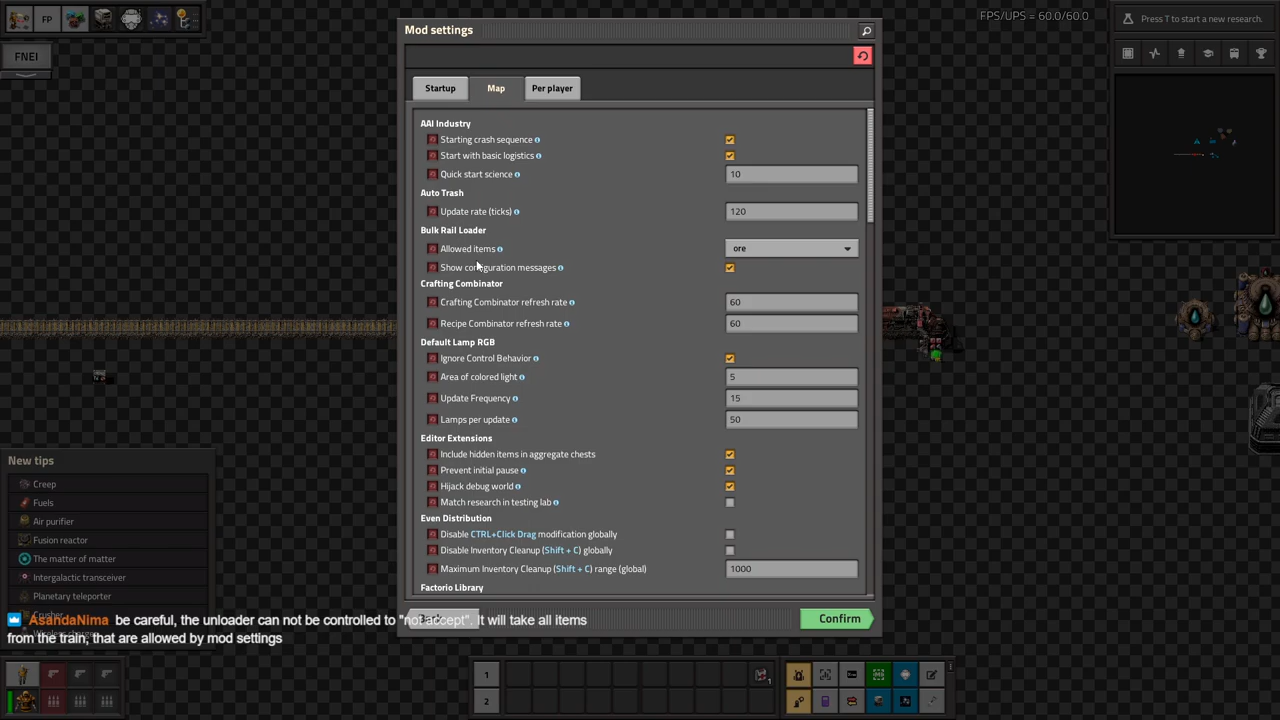 FP
FPS/UPS = 60.0/60.0
Press T to start a new research.
FNEI
Mod settings
Startup
Map
Per player
AAI Industry
Starting crash sequence
Start with basic logistics
Quick start science
10
Auto Trash
Update rate (ticks)
120
Bulk Rail Loader
Allowed items
ore
Show configuration messages
Crafting Combinator
Crafting Combinator refresh rate
60
Recipe Combinator refresh rate
60
Default Lamp RGB
Ignore Control Behavior
Area of colored light
5
Update Frequency
15
Lamps per update
50
Editor Extensions
Include hidden items in aggregate chests
Prevent initial pause
Hijack debug world
Match research in testing lab
Even Distribution
Disable CTRL+Click Drag modification globally
Disable Inventory Cleanup (Shift + C) globally
Maximum Inventory Cleanup (Shift + C) range (global)
1000
Factorio Library
Confirm
New tips
Creep
Fuels
Air purifier
Fusion reactor
The matter of matter
Intergalactic transceiver
Planetary teleporter
Crusher
AsandaNima be careful, the unloader can not be controlled to "not accept". It will take all items
from the train, that are allowed by mod settings
1
2
1